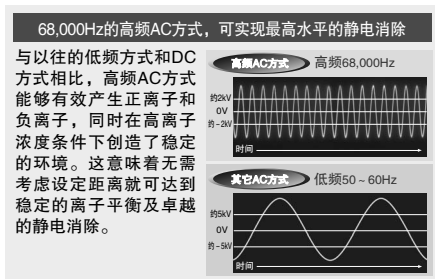 68,000Hz的高频AC方式，可实现最高水平的静电消除
与以往的低频方式和DC
方式相比，高频AC方式
能够有效产生正离子和
负离子，同时在高离子
浓度条件下创造了稳定
的环境。这意味着无需
考虑设定距离就可达到
稳定的离子平衡及卓越
的静电消除。
高频AC方式 高频68,000Hz
约2kV
0V
约-2kV
时间
其它AC方式 低频50~60Hz
约5kV
0V
约-5kV
时间